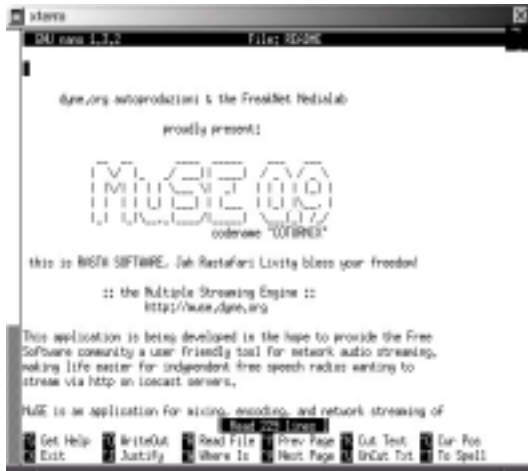 xterm
GNU nano 1.3.2 File: README
dyne.org autoproduzioni & the FreakNet Medialab
proudly present:
MuSE 0.9
codename "COTURNIX"
this is RASTA SOFTWARE, Jah Rastafari Livity bless your freedom!
:: the Multiple Streaming Engine ::
http://muse.dyne.org
This application is being developed in the hope to provide the Free
Software community a user friendly tool for network audio streaming,
making life easier for indypendent free speech radios wanting to
stream via http on icecast servers.
MuSE is an application for mixing, encoding, and network streaming of
[ Read 229 lines ]
Get Help WriteOut Read File Prev Page Cut Text Cur Pos
Exit Justify Where Is Next Page UnCut Txt To Spell